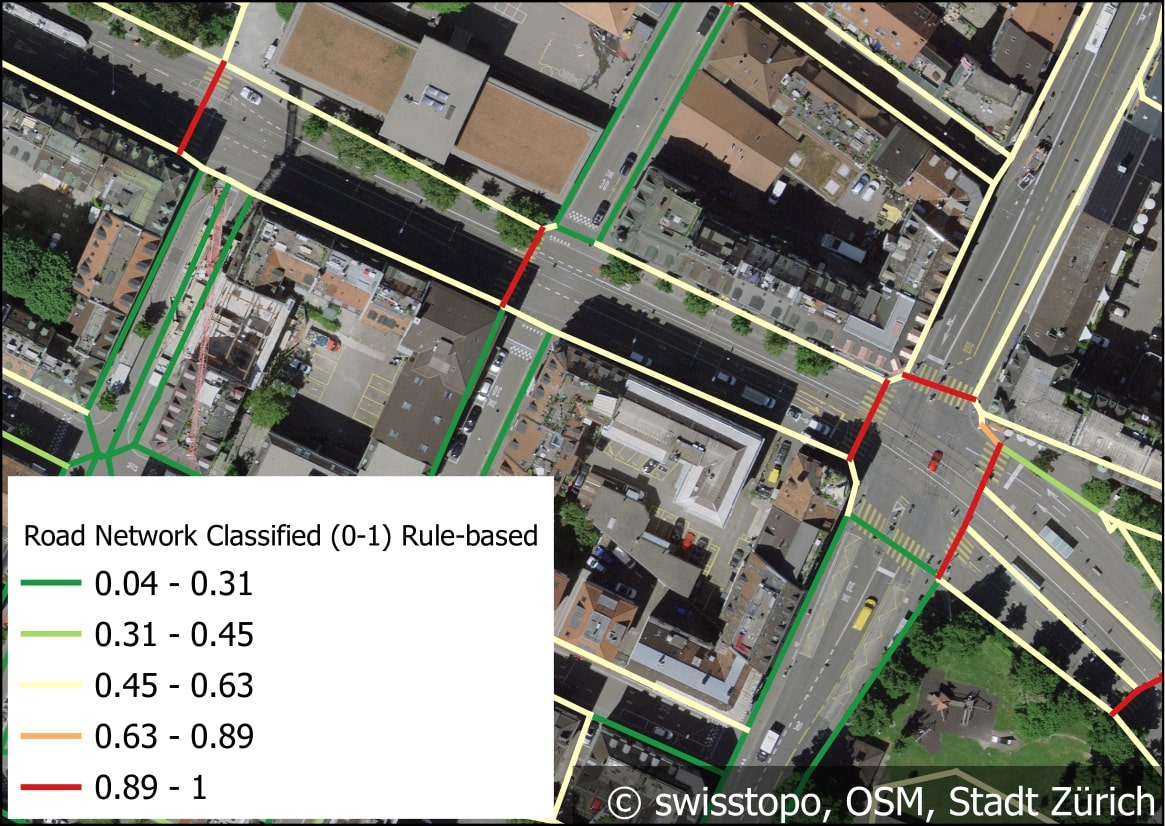 Road Network Classified (0-1) Rule-based
0.04 - 0.31
0.31 - 0.45
0.45 - 0.63
0.63 - 0.89
0.89 - 1
© swisstopo, OSM, Stadt Zürich